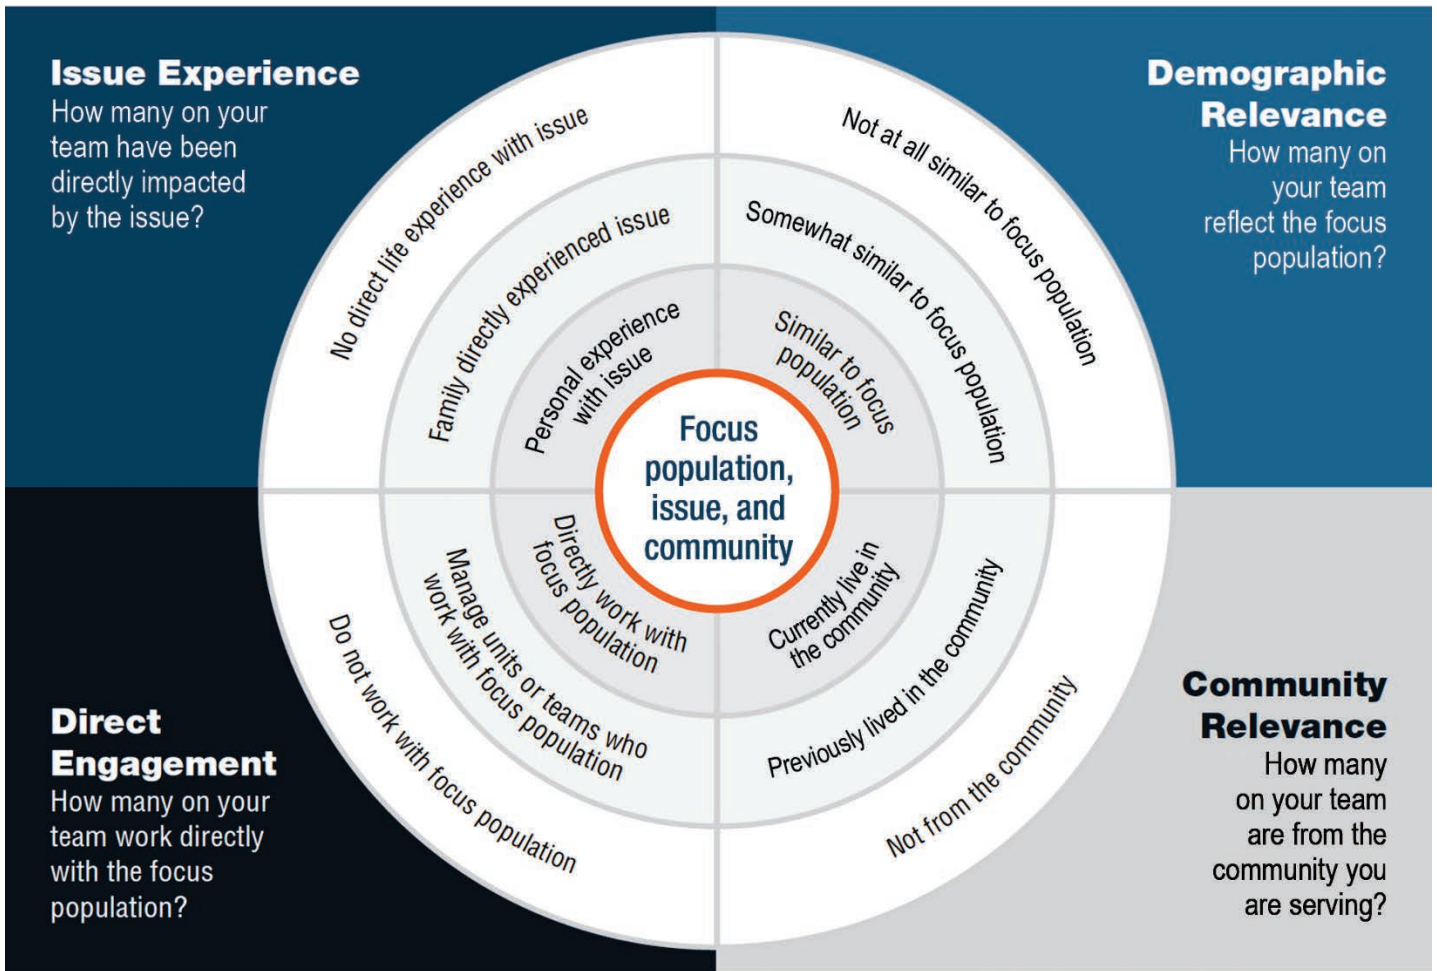 Issue Experience
How many on your
team have been
directly impacted
by the issue?
No direct life experience with issue
Family directly experienced issue
Personal experience
with issue
Demographic
Relevance
How many on
your team
reflect the focus
population?
Not at all similar to focus population
Somewhat similar to focus population
Similar to focus
population
Focus
population,
issue, and
community
Direct
Engagement
How many on your
team work directly
with the focus
population?
Directly work with
focus population
Manage units or teams who
work with focus population
Do not work with focus population
Community
Relevance
How many
on your team
are from the
community you
are serving?
Currently live in
the community
Previously lived in the community
Not from the community